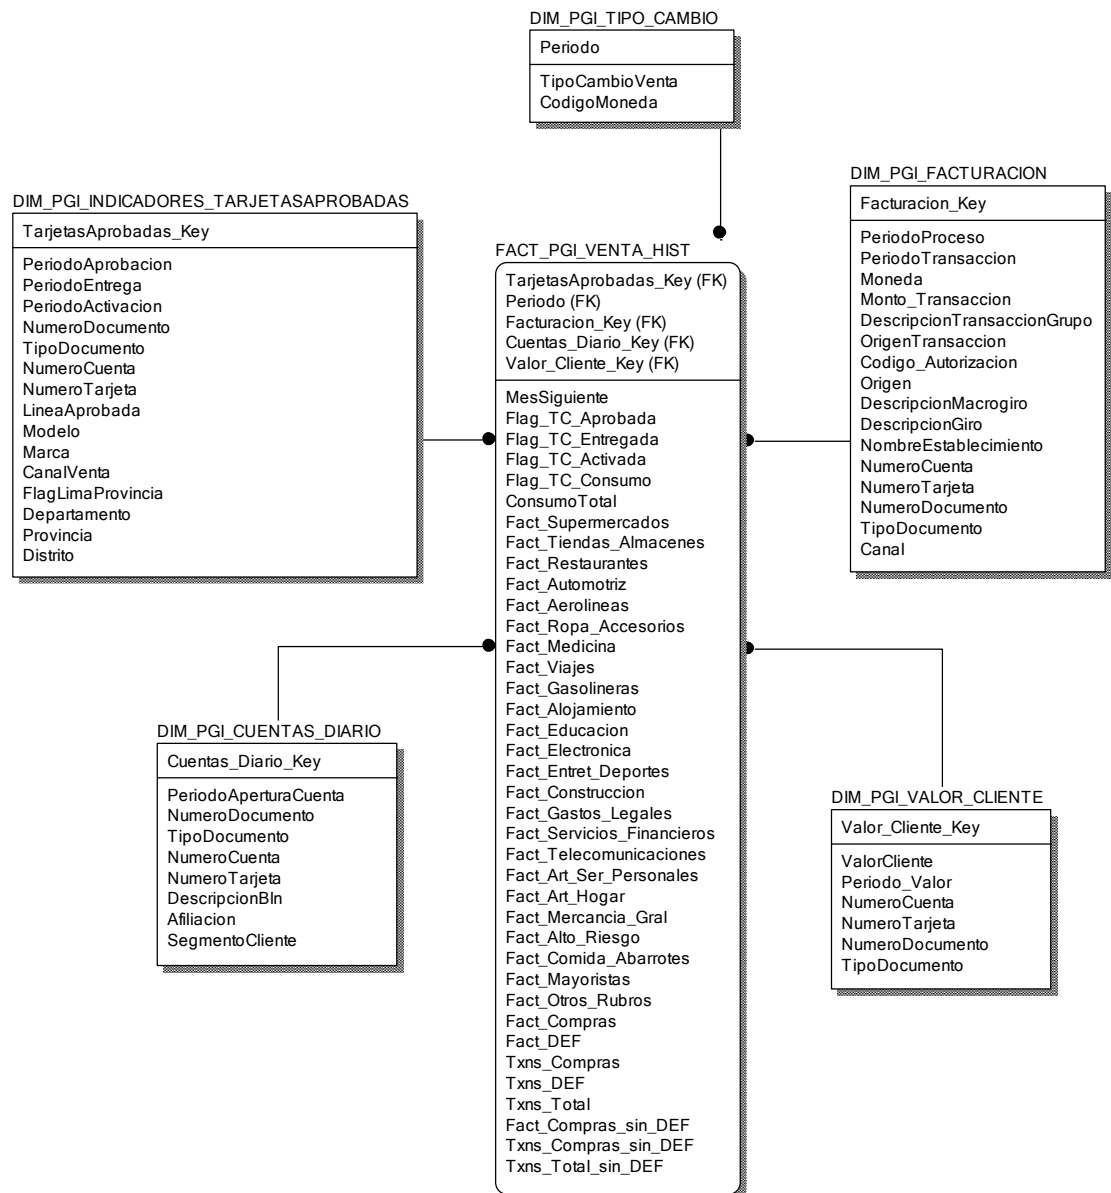 DIM_PGI_TIPO_CAMBIO
Periodo
TipoCambioVenta
CodigoMoneda
DIM_PGI_INDICADORES_TARJETASAPROBADAS
TarjetasAprobadas_Key
PeriodoAprobacion
PeriodoEntrega
PeriodoActivacion
NumeroDocumento
TipoDocumento
NumeroCuenta
NumeroTarjeta
LineaAprobada
Modelo
Marca
CanalVenta
FlagLimaProvincia
Departamento
Provincia
Distrito
FACT_PGI_VENTA_HIST
TarjetasAprobadas_Key (FK)
Periodo (FK)
Facturacion_Key (FK)
Cuentas_Diario_Key (FK)
Valor_Cliente_Key (FK)
MesSiguiente
Flag_TC_Aprobada
Flag_TC_Entregada
Flag_TC_Activada
Flag_TC_Consumo
ConsumoTotal
Fact_Supermercados
Fact_Tiendas_Almacenes
Fact_Restaurantes
Fact_Automotriz
Fact_Aerolineas
Fact_Ropa_Accesorios
Fact_Medicina
Fact_Viajes
Fact_Gasolineras
Fact_Alojamiento
Fact_Educacion
Fact_Electronica
Fact_Entret_Deportes
Fact_Construccion
Fact_Gastos_Legales
Fact_Servicios_Financieros
Fact_Telecomunicaciones
Fact_Art_Ser_Personales
Fact_Art_Hogar
Fact_Mercancia_Gral
Fact_Alto_Riesgo
Fact_Comida_Abarrotes
Fact_Mayoristas
Fact_Otros_Rubros
Fact_Compras
Fact_DEF
Txns_Compras
Txns_DEF
Txns_Total
Fact_Compras_sin_DEF
Txns_Compras_sin_DEF
Txns_Total_sin_DEF
DIM_PGI_FACTURACION
Facturacion_Key
PeriodoProceso
PeriodoTransaccion
Moneda
Monto_Transaccion
DescripcionTransaccionGrupo
OrigenTransaccion
Codigo_Autorizacion
Origen
DescripcionMacrogiro
DescripcionGiro
NombreEstablecimiento
NumeroCuenta
NumeroTarjeta
NumeroDocumento
TipoDocumento
Canal
DIM_PGI_CUENTAS_DIARIO
Cuentas_Diario_Key
PeriodoAperturaCuenta
NumeroDocumento
TipoDocumento
NumeroCuenta
NumeroTarjeta
DescripcionBIn
Afiliacion
SegmentoCliente
DIM_PGI_VALOR_CLIENTE
Valor_Cliente_Key
ValorCliente
Periodo_Valor
NumeroCuenta
NumeroTarjeta
NumeroDocumento
TipoDocumento